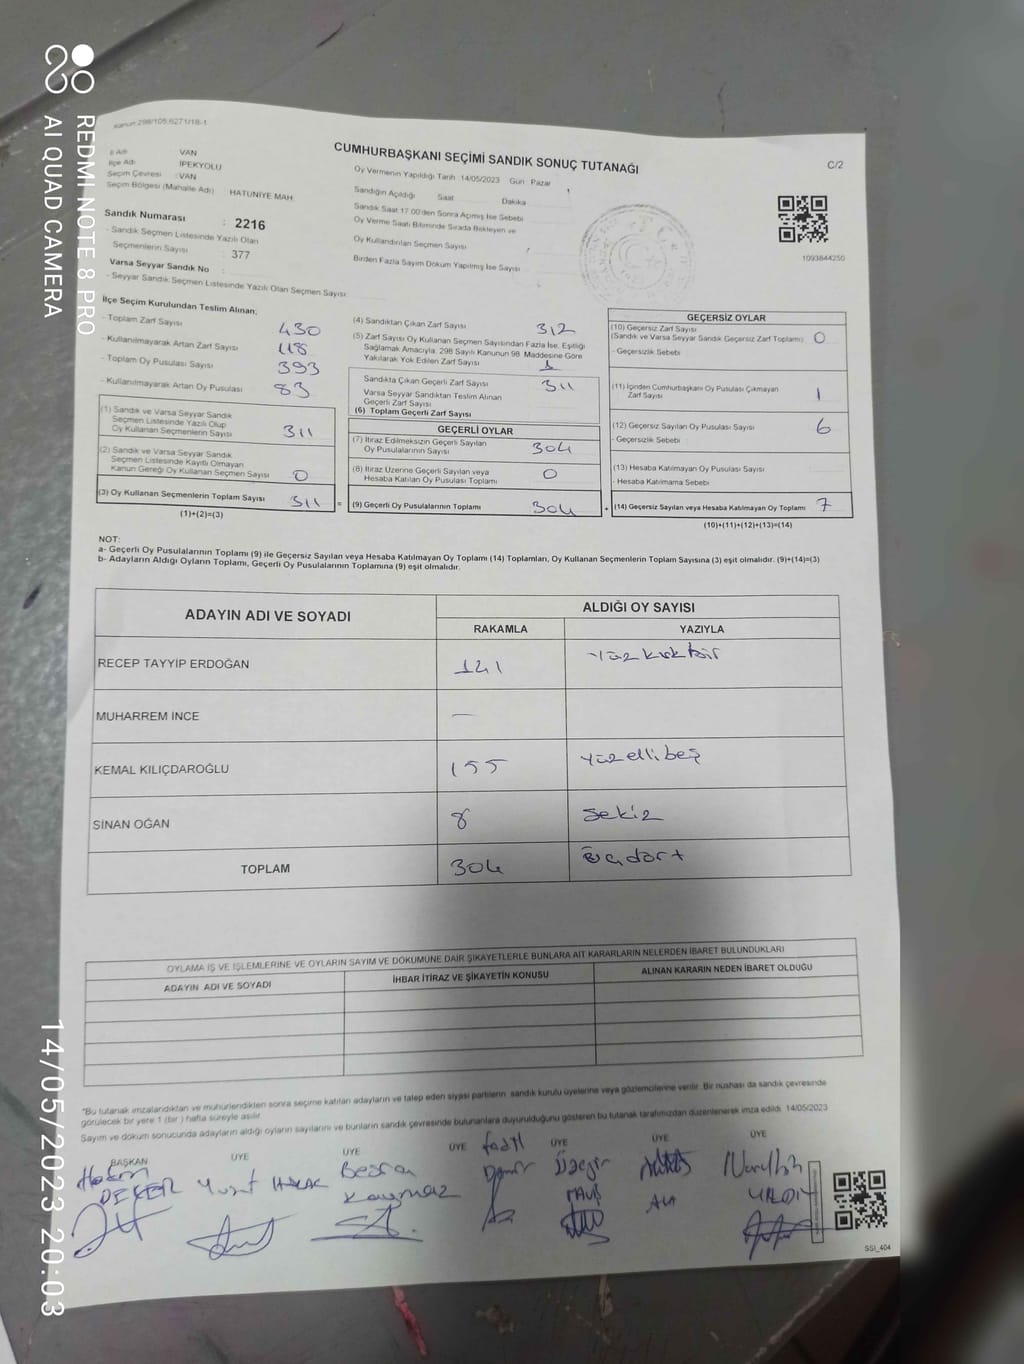 Kanun 298/105,6271/18-1
CUMHURBAŞKANI SEÇİMİ SANDIK SONUÇ TUTANAĞI
C/2
İl Adı VAN
İlçe Adı İPEKYOLU
Seçim Çevresi : VAN
Seçim Bölgesi (Mahalle Adı) HATUNİYE MAH.
Sandık Numarası : 2216
- Sandık Seçmen Listesinde Yazılı Olan
Seçmenlerin Sayısı : 377
Varsa Seyyar Sandık No :
- Seyyar Sandık Seçmen Listesinde Yazılı Olan Seçmen Sayısı:
Oy Vermenin Yapıldığı Tarih :14/05/2023 Gün : Pazar
Sandığın Açıldığı Saat Dakika
Sandık Saat 17.00'den Sonra Açılmış İse Sebebi
Oy Verme Saati Bitiminde Sırada Bekleyen ve
Oy Kullandırılan Seçmen Sayısı
Birden Fazla Sayım Döküm Yapılmış İse Sayısı
1093844250
İlçe Seçim Kurulundan Teslim Alınan;
- Toplam Zarf Sayısı 430
- Kullanılmayarak Artan Zarf Sayısı 118
- Toplam Oy Pusulası Sayısı 393
- Kullanılmayarak Artan Oy Pusulası 83
(1) Sandık ve Varsa Seyyar Sandık
Seçmen Listesinde Yazılı Olup
Oy Kullanan Seçmenlerin Sayısı 311
(2) Sandık ve Varsa Seyyar Sandık
Seçmen Listesinde Kayıtlı Olmayan
Kanun Gereği Oy Kullanan Seçmen Sayısı 0
(3) Oy Kullanan Seçmenlerin Toplam Sayısı 311 =
(1)+(2)=(3)
(4) Sandıktan Çıkan Zarf Sayısı 312
(5) Zarf Sayısı Oy Kullanan Seçmen Sayısından Fazla İse, Eşitliği
Sağlamak Amacıyla, 298 Sayılı Kanunun 98. Maddesine Göre
Yakılarak Yok Edilen Zarf Sayısı 1
Sandıkta Çıkan Geçerli Zarf Sayısı 311
Varsa Seyyar Sandıktan Teslim Alınan
Geçerli Zarf Sayısı
(6) Toplam Geçerli Zarf Sayısı
GEÇERLİ OYLAR
(7) İtiraz Edilmeksizin Geçerli Sayılan
Oy Pusulalarının Sayısı 304
(8) İtiraz Üzerine Geçerli Sayılan veya
Hesaba Katılan Oy Pusulası Toplamı 0
(9) Geçerli Oy Pusulalarının Toplamı 304 +
GEÇERSİZ OYLAR
(10) Geçersiz Zarf Sayısı
(Sandık ve Varsa Seyyar Sandık Geçersiz Zarf Toplamı) 0
- Geçersizlik Sebebi
(11) İçinden Cumhurbaşkanı Oy Pusulası Çıkmayan
Zarf Sayısı 1
(12) Geçersiz Sayılan Oy Pusulası Sayısı 6
- Geçersizlik Sebebi
(13) Hesaba Katılmayan Oy Pusulası Sayısı
- Hesaba Katılmama Sebebi
(14) Geçersiz Sayılan veya Hesaba Katılmayan Oy Toplamı 7
(10)+(11)+(12)+(13)=(14)
NOT:
a- Geçerli Oy Pusulalarının Toplamı (9) ile Geçersiz Sayılan veya Hesaba Katılmayan Oy Toplamı (14) Toplamları, Oy Kullanan Seçmenlerin Toplam Sayısına (3) eşit olmalıdır. (9)+(14)=(3)
b- Adayların Aldığı Oyların Toplamı, Geçerli Oy Pusulalarının Toplamına (9) eşit olmalıdır.
ADAYIN ADI VE SOYADI
ALDIĞI OY SAYISI
RAKAMLA YAZIYLA
RECEP TAYYİP ERDOĞAN 141 Yüzkırkbir
MUHARREM İNCE —
KEMAL KILIÇDAROĞLU 155 Yüzellibeş
SİNAN OĞAN 8 Sekiz
TOPLAM 304 Üçdört
OYLAMA İŞ VE İŞLEMLERİNE VE OYLARIN SAYIM VE DÖKÜMÜNE DAİR ŞİKAYETLERLE BUNLARA AİT KARARLARIN NELERDEN İBARET BULUNDUKLARI
ADAYIN ADI VE SOYADI
İHBAR İTİRAZ VE ŞİKAYETİN KONUSU
ALINAN KARARIN NEDEN İBARET OLDUĞU
"Bu tutanak imzalandıktan ve mühürlendikten sonra seçime katılan adayların ve talep eden siyasi partilerin sandık kurulu üyelerine veya gözlemcilerine verilir. Bir nüshası da sandık çevresinde
görülecek bir yere 1 (bir) hafta süreyle asılır.
Sayım ve döküm sonucunda adayların aldığı oyların sayılarını ve bunların sandık çevresinde bulunanlara duyurulduğunu gösteren bu tutanak tarafımızdan düzenlenerek imza edildi. 14/05/2023
BAŞKAN ÜYE ÜYE ÜYE ÜYE ÜYE ÜYE
DEĞER Yusuf Kaymaz Fazıl Demir
SSI_404
REDMI NOTE 8 PRO
AI QUAD CAMERA
14/05/2023 20:03